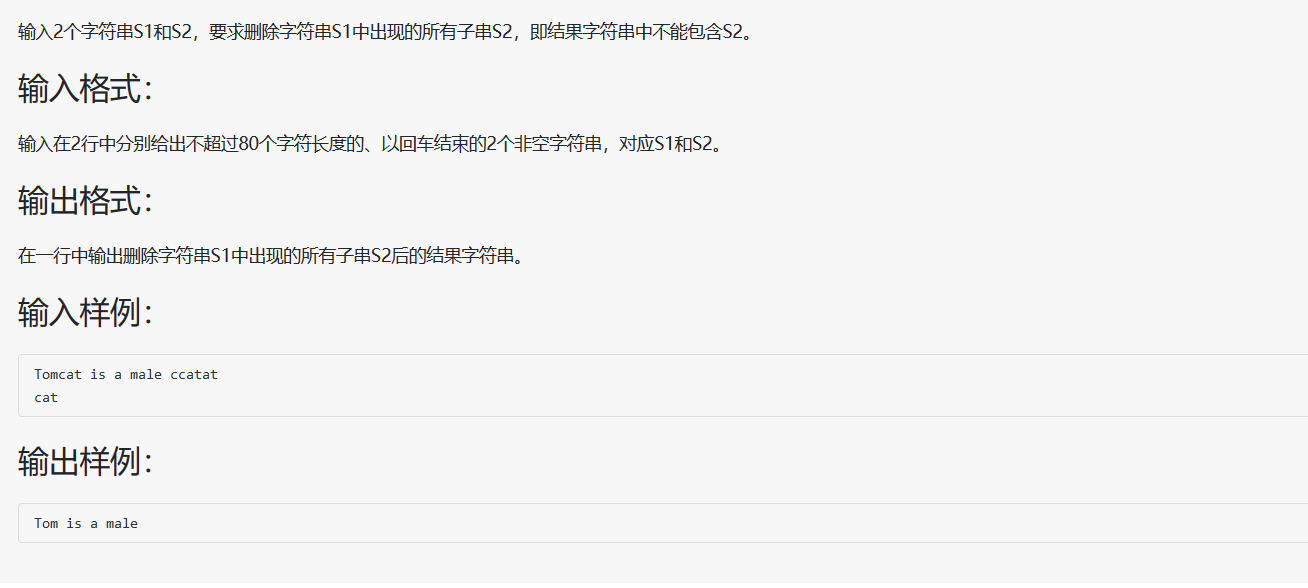 输入2个字符串S1和S2，要求删除字符串S1中出现的所有子串S2，即结果字符串中不能包含S2。
输入格式：
输入在2行中分别给出不超过80个字符长度的、以回车结束的2个非空字符串，对应S1和S2。
输出格式：
在一行中输出删除字符串S1中出现的所有子串S2后的结果字符串。
输入样例：
Tomcat is a male ccatat
cat
输出样例：
Tom is a male